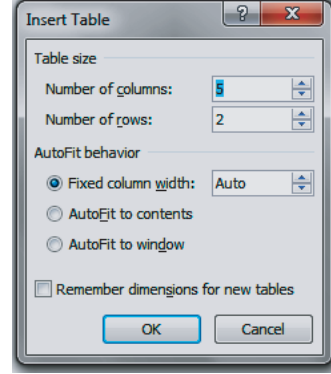 Insert Table
Table size
Number of columns: 5
Number of rows: 2
AutoFit behavior
Fixed column width: Auto
AutoFit to contents
AutoFit to window
Remember dimensions for new tables
OK Cancel